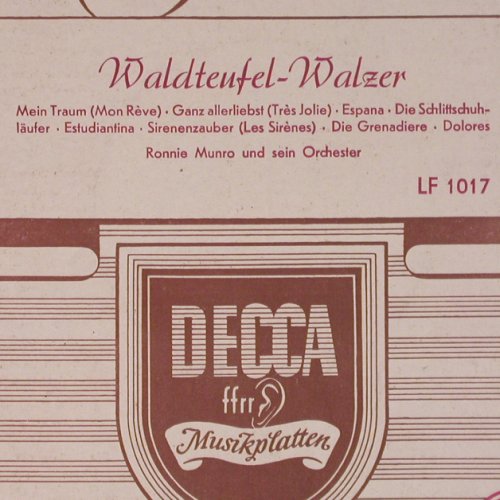 Waldteufel-Walzer
Mein Traum (Mon Rève) · Ganz allerliebst (Très Jolie) · Espana · Die Schlittschuh-
läufer · Estudiantina · Sirenenzauber (Les Sirènes) · Die Grenadiere · Dolores
Ronnie Munro und sein Orchester
LF 1017
DECCA
ffrr
Musikplatten